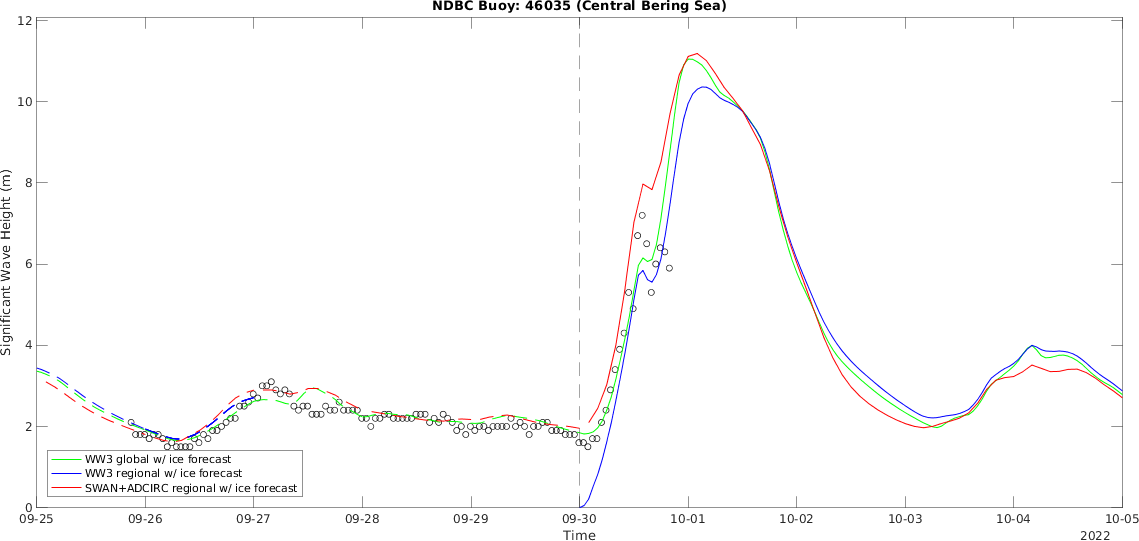 NDBC Buoy: 46035 (Central Bering Sea)
12
10
8
6
4
2
0
Significant Wave Height (m)
WW3 global w/ ice forecast
WW3 regional w/ ice forecast
SWAN+ADCIRC regional w/ ice forecast
09-25 09-26 09-27 09-28 09-29 09-30 10-01 10-02 10-03 10-04 10-05
Time
2022